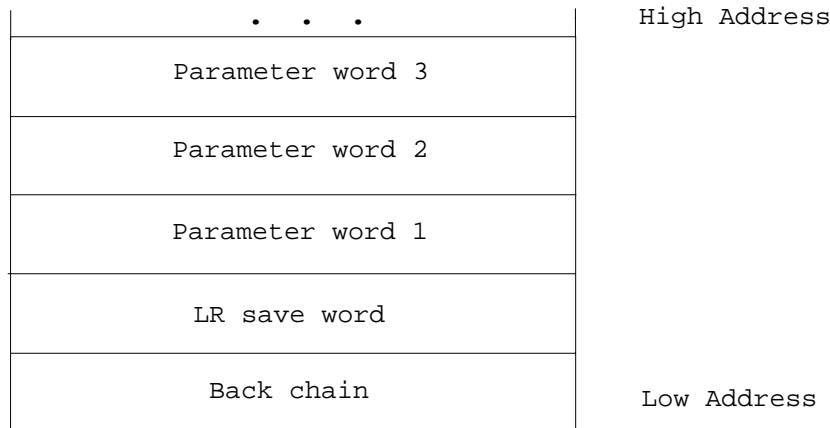 . . .
High Address
Parameter word 3
Parameter word 2
Parameter word 1
LR save word
Back chain
Low Address